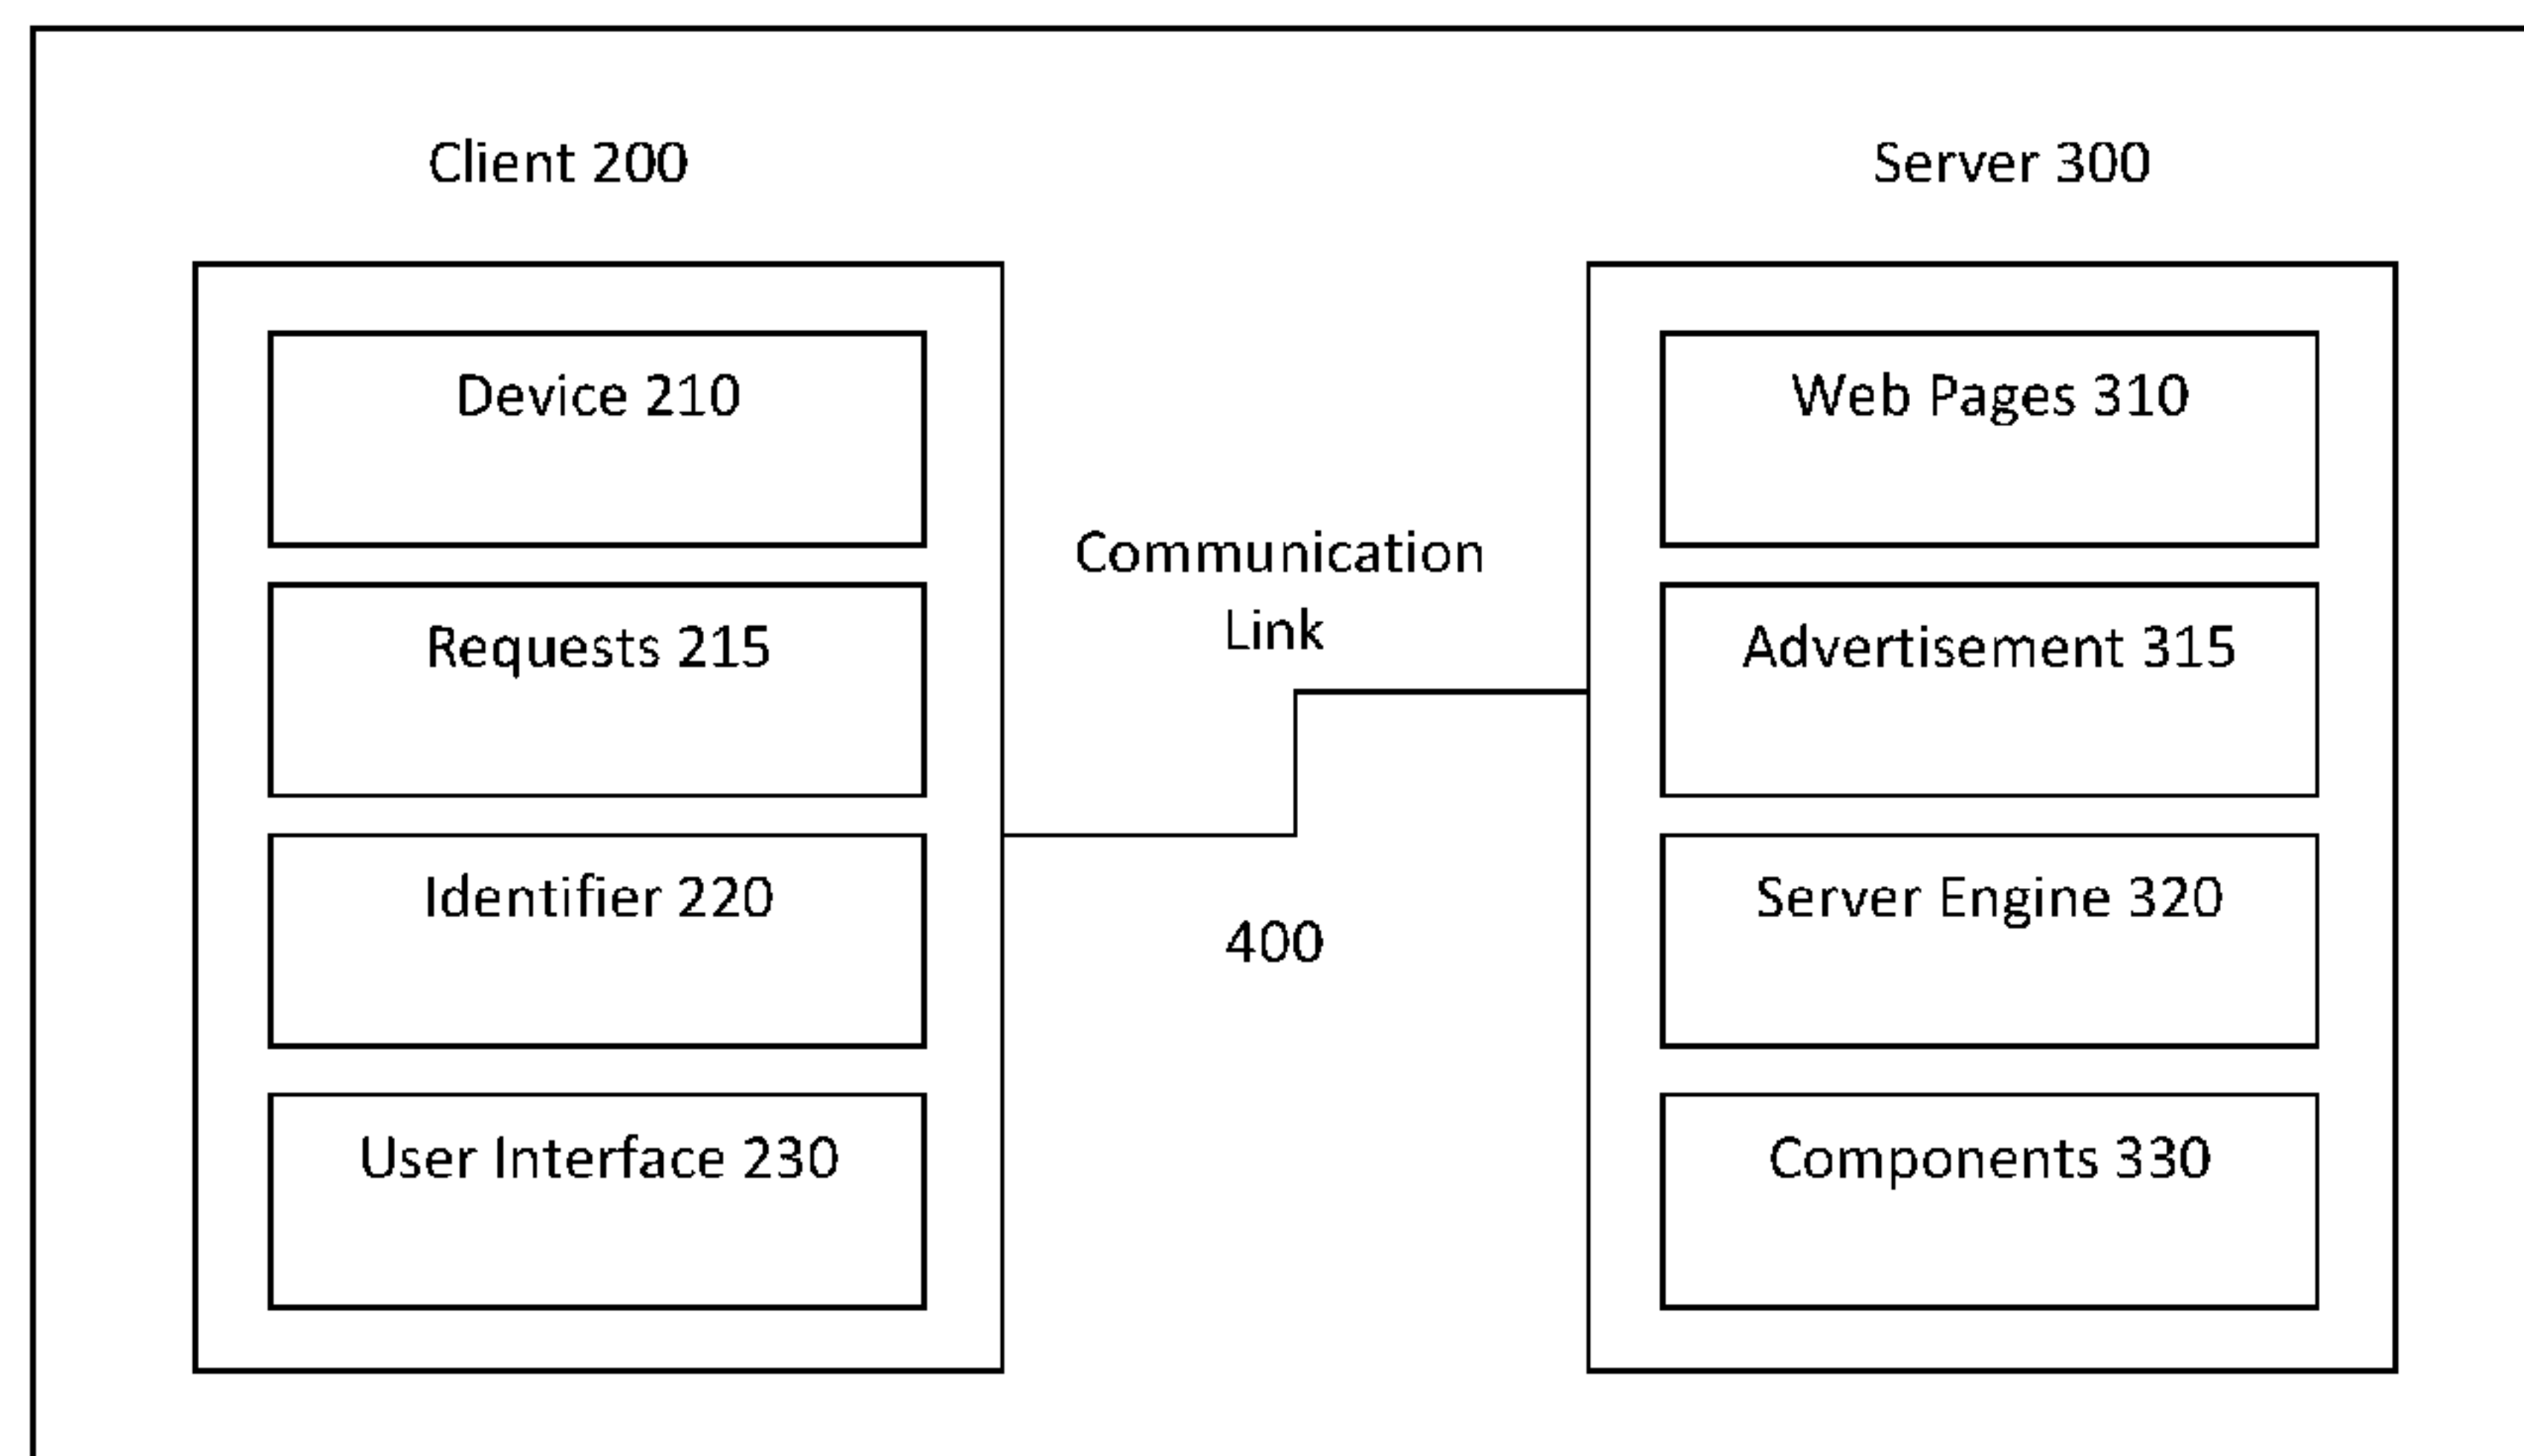 Client 200
Server 300
Device 210
Requests 215
Identifier 220
User Interface 230
Communication
Link
400
Web Pages 310
Advertisement 315
Server Engine 320
Components 330